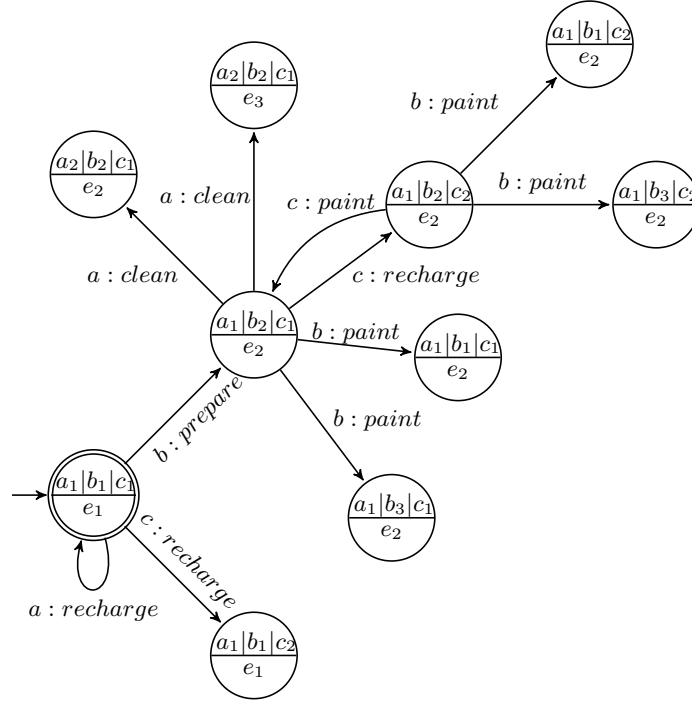 a₁|b₁|c₂
e₂
b : paint
a₂|b₂|c₁
e₃
a₂|b₂|c₁
e₂
a : clean
c : paint
a₁|b₂|c₂
e₂
b : paint
a₁|b₃|c₂
e₂
a : clean
c : recharge
a₁|b₂|c₁
e₂
b : paint
a₁|b₁|c₁
e₂
b : prepare
b : paint
a₁|b₁|c₁
e₁
a₁|b₃|c₁
e₂
c : recharge
a : recharge
a₁|b₁|c₂
e₁